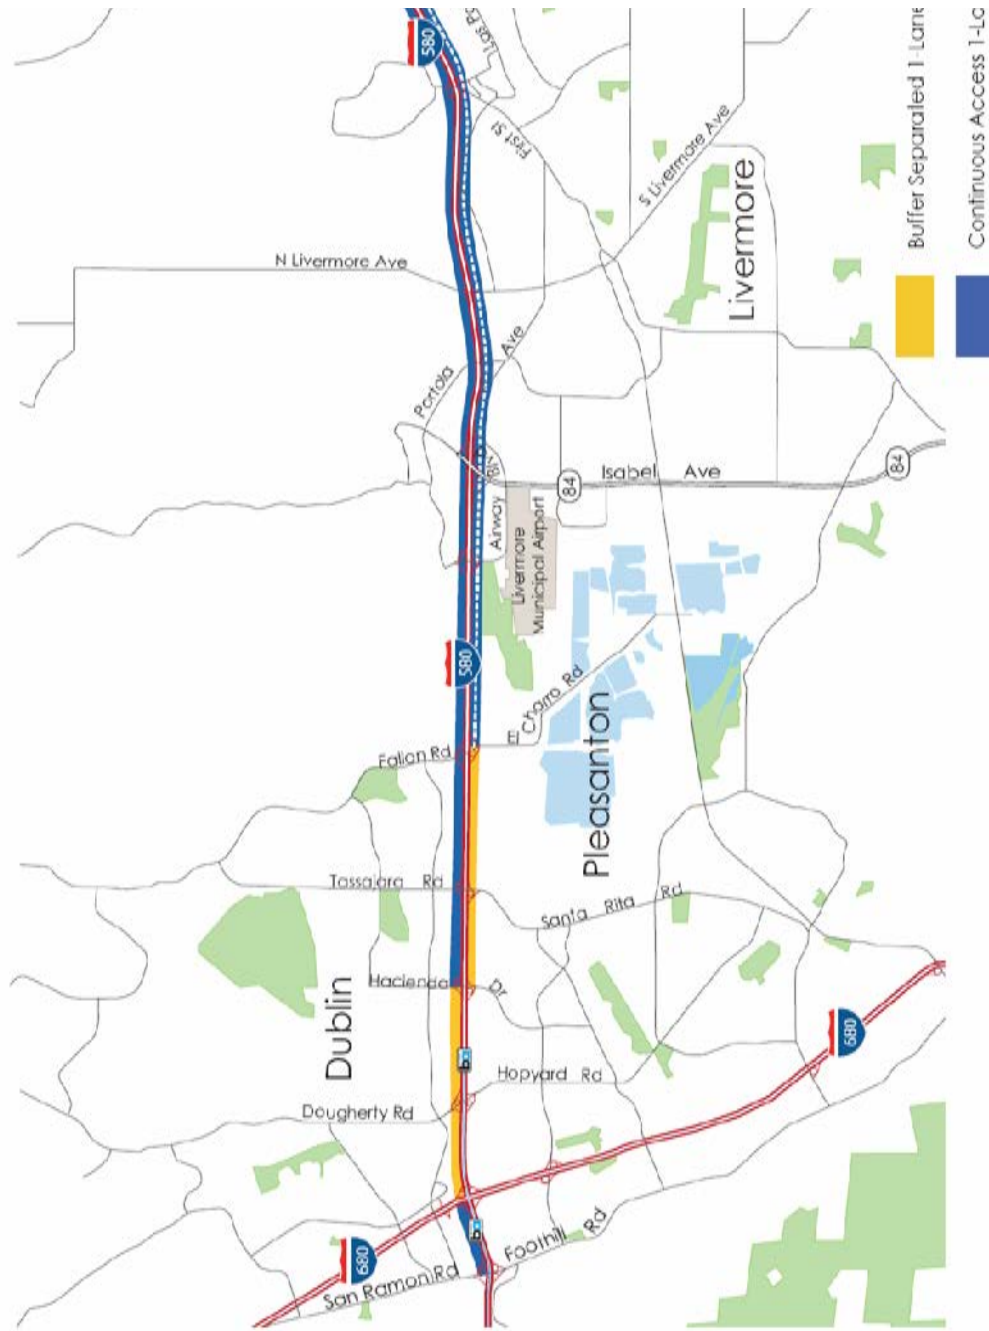 N Livermore Ave
Dougherty Rd
Dublin
San Ramon Rd
680
Tassajara Rd
Hacienda Dr
Fallon Rd
Portola Ave
580
580
Las Po
First St
Airway Blv
Livermore
Municipal Airport
El Charro Rd
Hopyard Rd
Foothill Rd
Santa Rita Rd
Pleasanton
84
Isabel Ave
S Livermore Ave
Livermore
680
84
Buffer Separated 1-Lane
Continuous Access 1-La